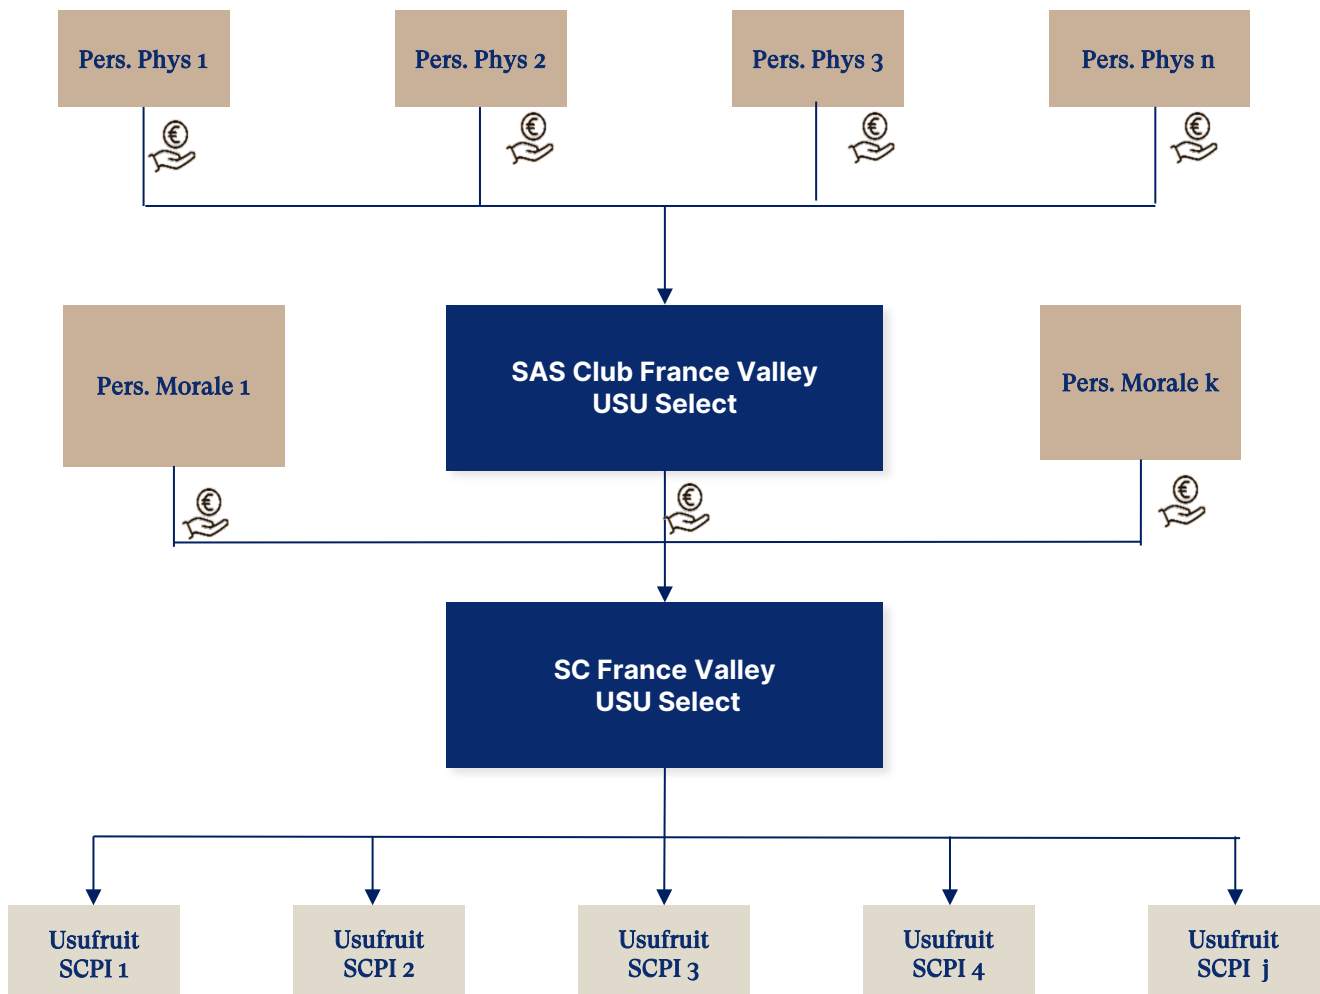 Pers. Phys 1
Pers. Phys 2
Pers. Phys 3
Pers. Phys n
€
€
€
€
Pers. Morale 1
SAS Club France Valley
USU Select
Pers. Morale k
€
€
€
SC France Valley
USU Select
Usufruit
SCPI 1
Usufruit
SCPI 2
Usufruit
SCPI 3
Usufruit
SCPI 4
Usufruit
SCPI j